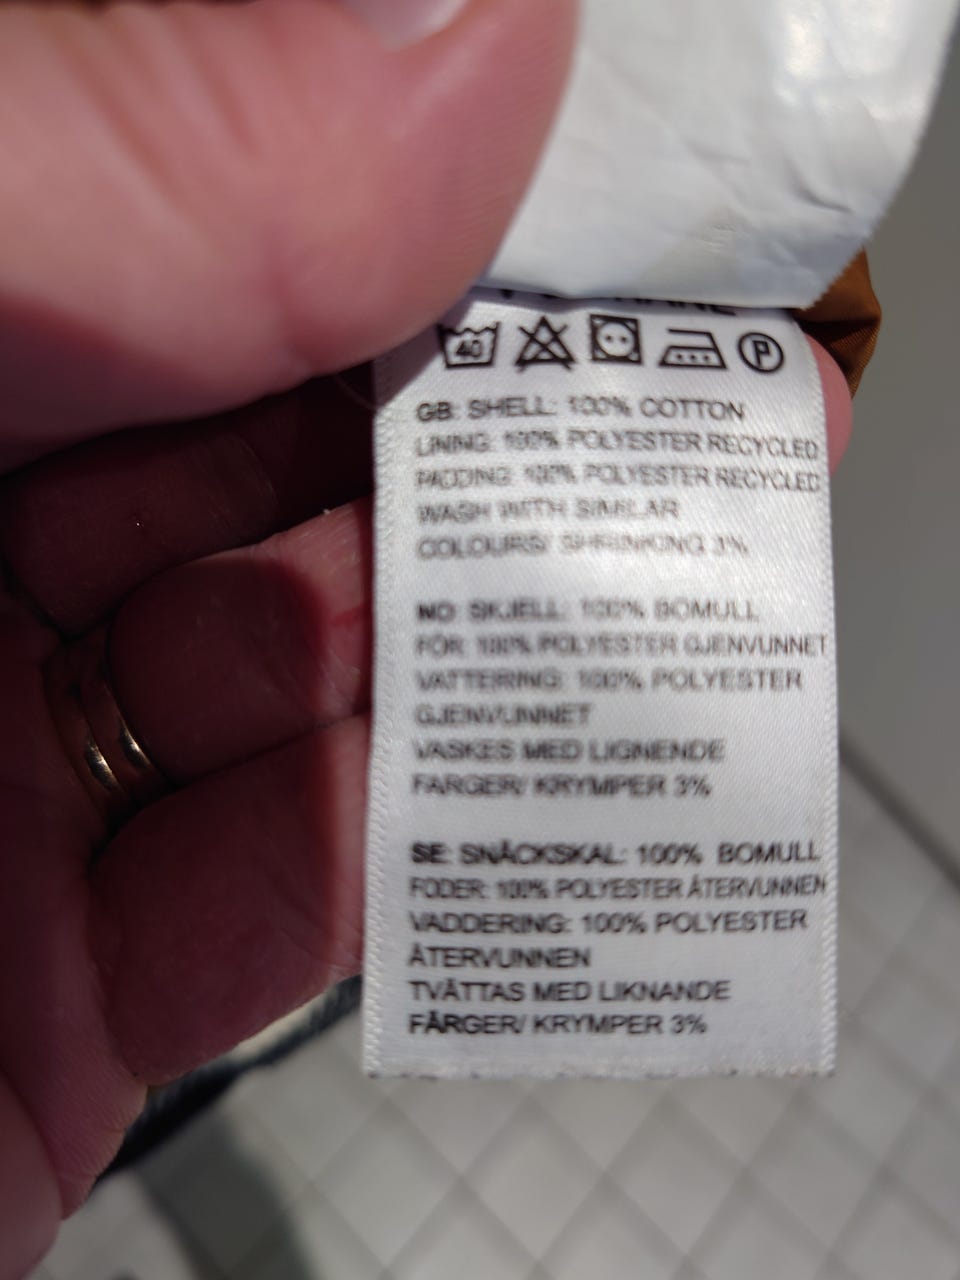 40
P
GB: SHELL: 100% COTTON
LINING: 100% POLYESTER RECYCLED
PADDING: 100% POLYESTER RECYCLED
WASH WITH SIMILAR
COLOURS/ SHRINKING 3%
NO: SKJELL: 100% BOMULL
FÔR: 100% POLYESTER GJENVUNNET
VATTERING: 100% POLYESTER
GJENVUNNET
VASKES MED LIGNENDE
FARGER/ KRYMPER 3%
SE: SNÄCKSKAL: 100% BOMULL
FODER: 100% POLYESTER ÅTERVUNNEN
VADDERING: 100% POLYESTER
ÅTERVUNNEN
TVÄTTAS MED LIKNANDE
FÄRGER/ KRYMPER 3%